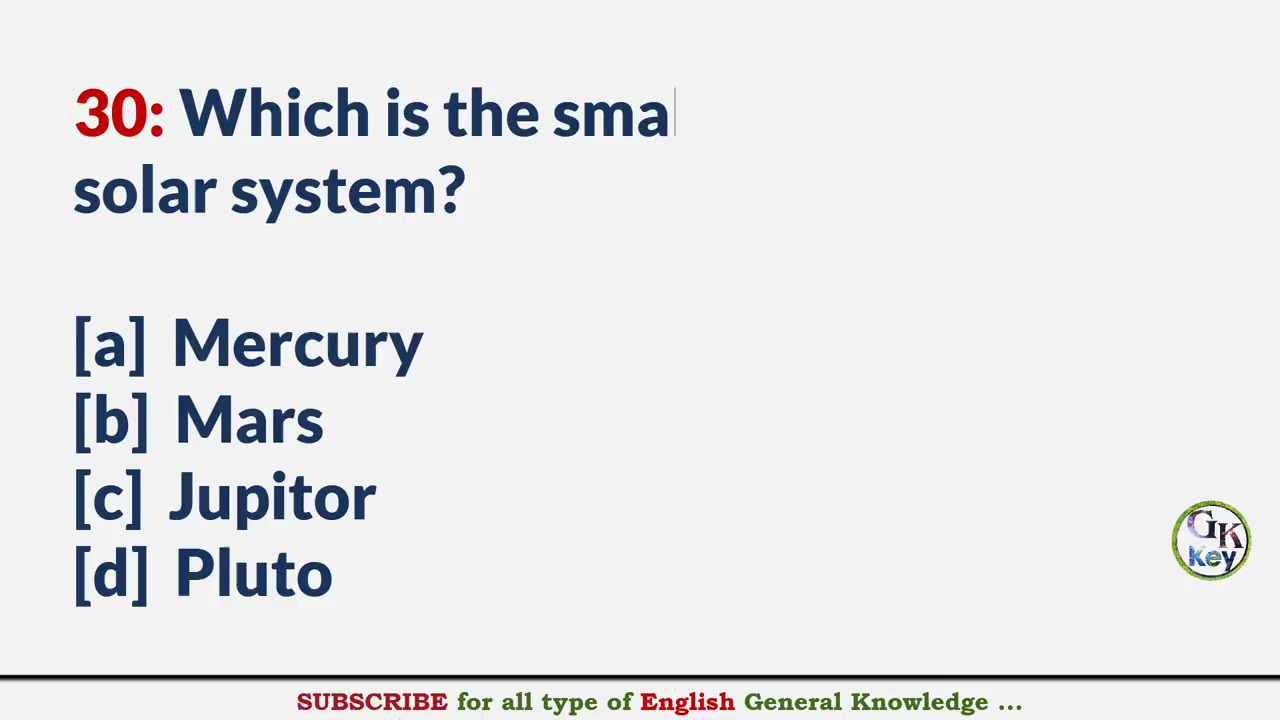 30: Which is the sma
solar system?
[a] Mercury
[b] Mars
[c] Jupitor
[d] Pluto
GK
Key
SUBSCRIBE for all type of English General Knowledge ...